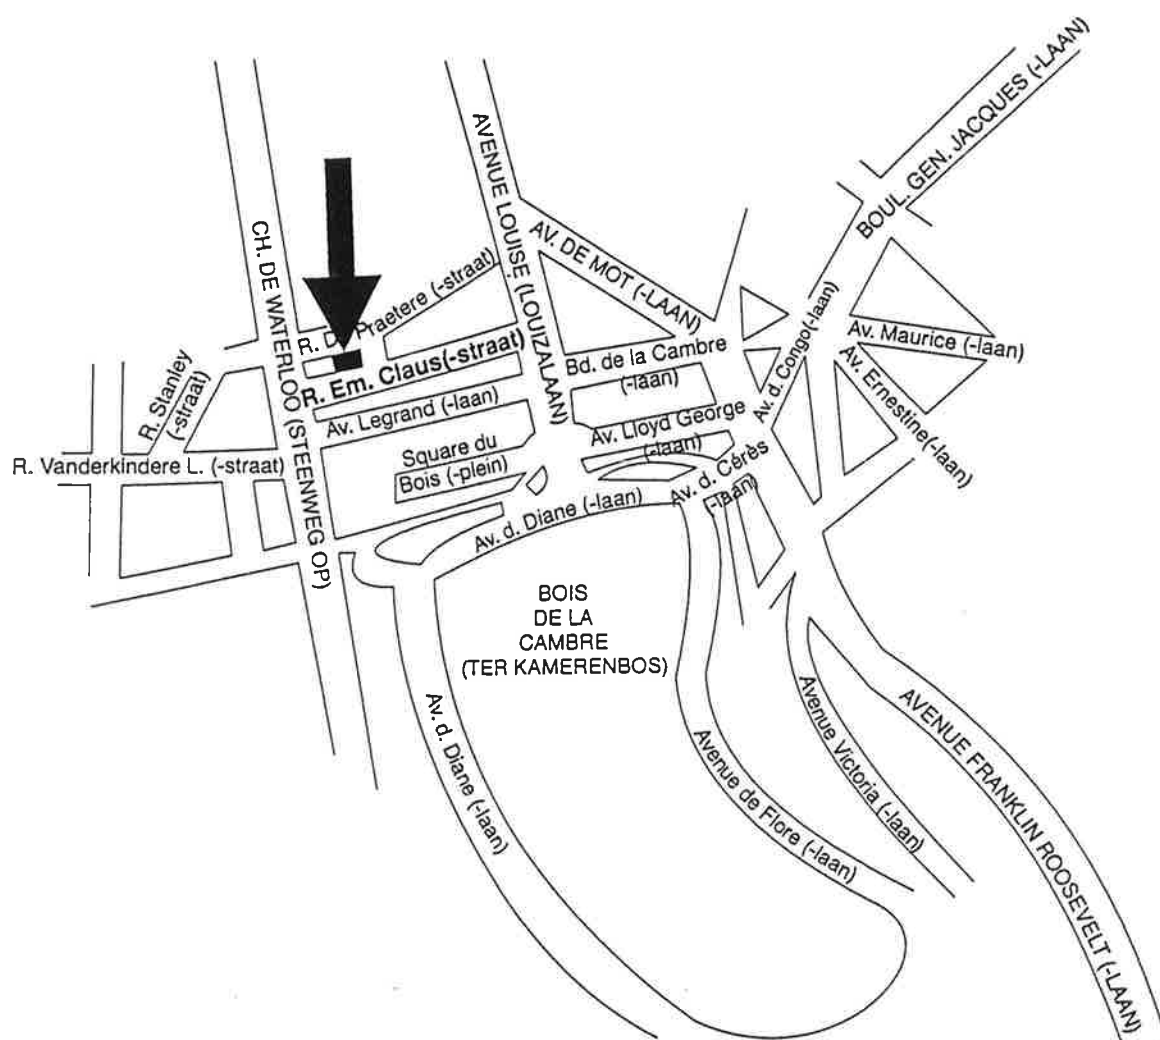 BOUL. GEN. JACQUES (-LAAN)
AVENUE LOUISE (LOUIZALAAN)
CH. DE WATERLOO (STEENWEG OP)
AV. DE MOT (-LAAN)
R. D Praetere (-straat)
R. Em. Claus(-straat)
Bd. de la Cambre
(-laan)
Av. d. Congo(-laan)
Av. Maurice (-laan)
Av. Ernestine(-laan)
R. Stanley
(-straat)
Av. Legrand (-laan)
Av. Lloyd George
(-laan)
R. Vanderkindere L. (-straat)
Square du
Bois (-plein)
Av. d. Cérès
(-laan)
Av. d. Diane (-laan)
BOIS
DE LA
CAMBRE
(TER KAMERENBOS)
Av. d. Diane (-laan)
Avenue de Flore (-laan)
Avenue Victoria (-laan)
AVENUE FRANKLIN ROOSEVELT (-LAAN)